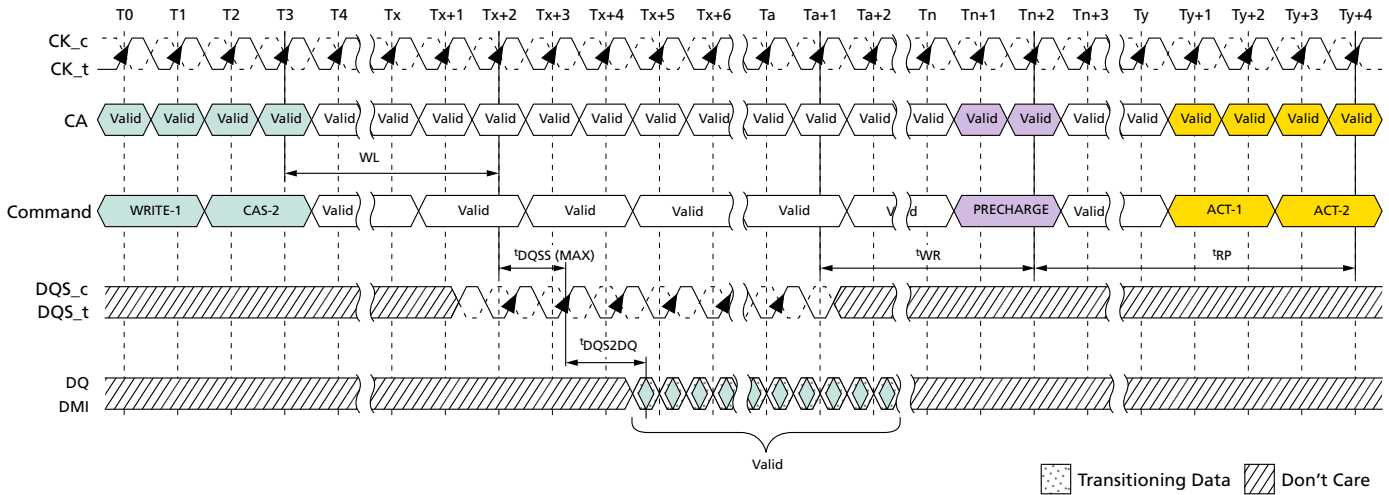 T0 T1 T2 T3 T4 Tx Tx+1 Tx+2 Tx+3 Tx+4 Tx+5 Tx+6 Ta Ta+1 Ta+2 Tn Tn+1 Tn+2 Tn+3 Ty Ty+1 Ty+2 Ty+3 Ty+4
CK_c
CK_t
CA Valid Valid Valid Valid Valid Valid Valid Valid Valid Valid Valid Valid Valid Valid Valid Valid Valid Valid Valid Valid Valid Valid Valid Valid
WL
Command WRITE-1 CAS-2 Valid Valid Valid Valid Valid PRECHARGE Valid ACT-1 ACT-2
tDQSS (MAX) tWR tRP
DQS_c
DQS_t
tDQS2DQ
DQ
DMI
Valid
Transitioning Data Don't Care